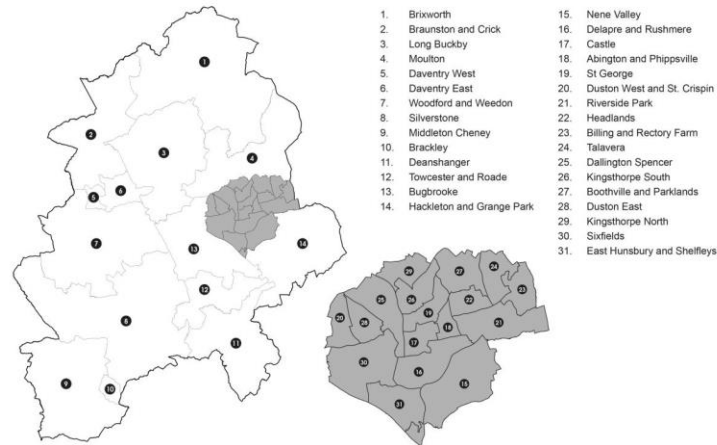 1. Brixworth
2. Braunston and Crick
3. Long Buckby
4. Moulton
5. Daventry West
6. Daventry East
7. Woodford and Weedon
8. Silverstone
9. Middleton Cheney
10. Brackley
11. Deanshanger
12. Towcester and Roade
13. Bugbrooke
14. Hackleton and Grange Park
15. Nene Valley
16. Delapre and Rushmere
17. Castle
18. Abington and Phippsville
19. St George
20. Duston West and St. Crispin
21. Riverside Park
22. Headlands
23. Billing and Rectory Farm
24. Talavera
25. Dallington Spencer
26. Kingsthorpe South
27. Boothville and Parklands
28. Duston East
29. Kingsthorpe North
30. Sixfields
31. East Hunsbury and Shelfleys
1
2
3
4
5
6
7
13
14
12
8
11
9
10
29
27
24
25
26
22
23
20
28
19
18
21
17
30
16
15
31